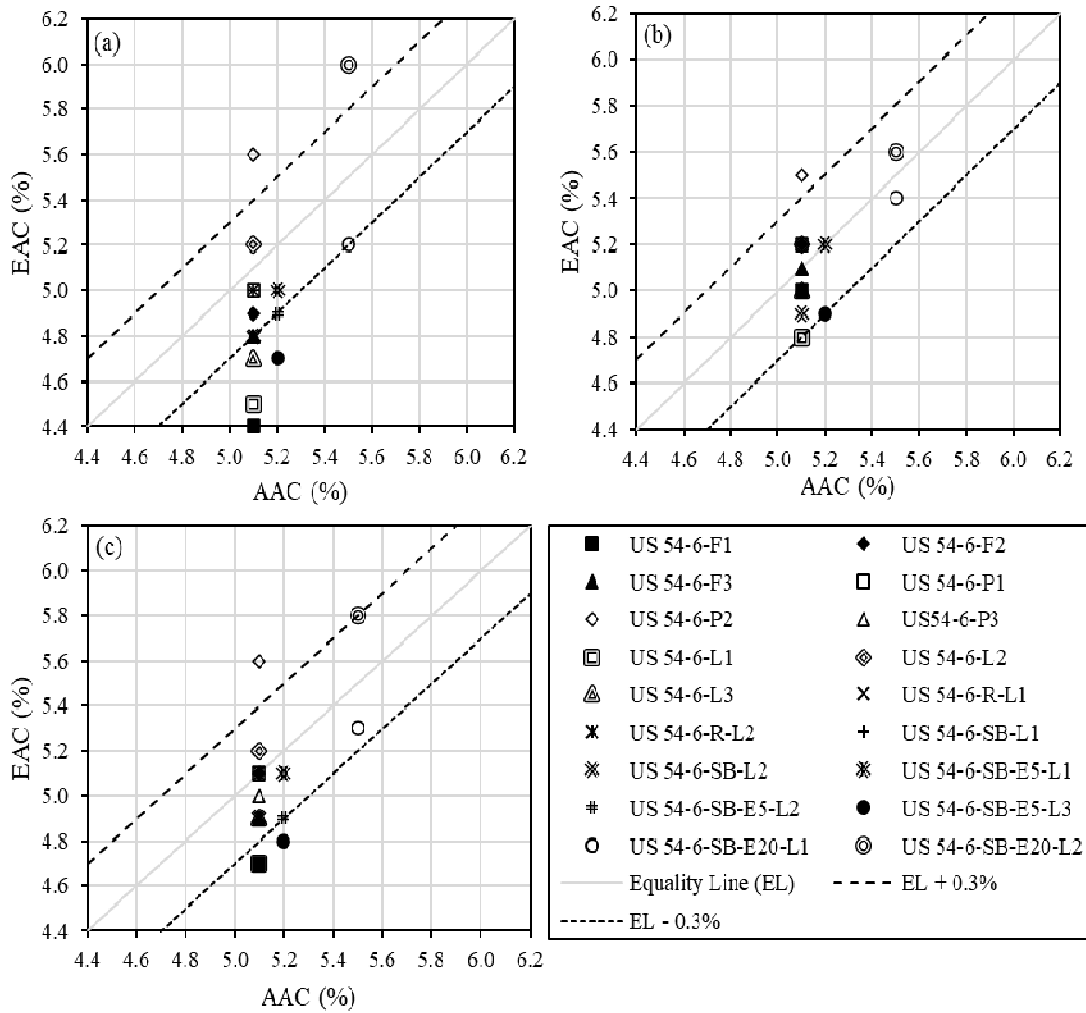 (a)
6.2
6.0
5.8
5.6
5.4
5.2
5.0
4.8
4.6
4.4
EAC (%)
4.4 4.6 4.8 5.0 5.2 5.4 5.6 5.8 6.0 6.2
AAC (%)
(b)
6.2
6.0
5.8
5.6
5.4
5.2
5.0
4.8
4.6
4.4
EAC (%)
4.4 4.6 4.8 5.0 5.2 5.4 5.6 5.8 6.0 6.2
AAC (%)
(c)
6.2
6.0
5.8
5.6
5.4
5.2
5.0
4.8
4.6
4.4
EAC (%)
4.4 4.6 4.8 5.0 5.2 5.4 5.6 5.8 6.0 6.2
AAC (%)
US 54-6-F1 US 54-6-F2
US 54-6-F3 US 54-6-P1
US 54-6-P2 US54-6-P3
US 54-6-L1 US 54-6-L2
US 54-6-L3 US 54-6-R-L1
US 54-6-R-L2 US 54-6-SB-L1
US 54-6-SB-L2 US 54-6-SB-E5-L1
US 54-6-SB-E5-L2 US 54-6-SB-E5-L3
US 54-6-SB-E20-L1 US 54-6-SB-E20-L2
Equality Line (EL) EL + 0.3%
EL - 0.3%